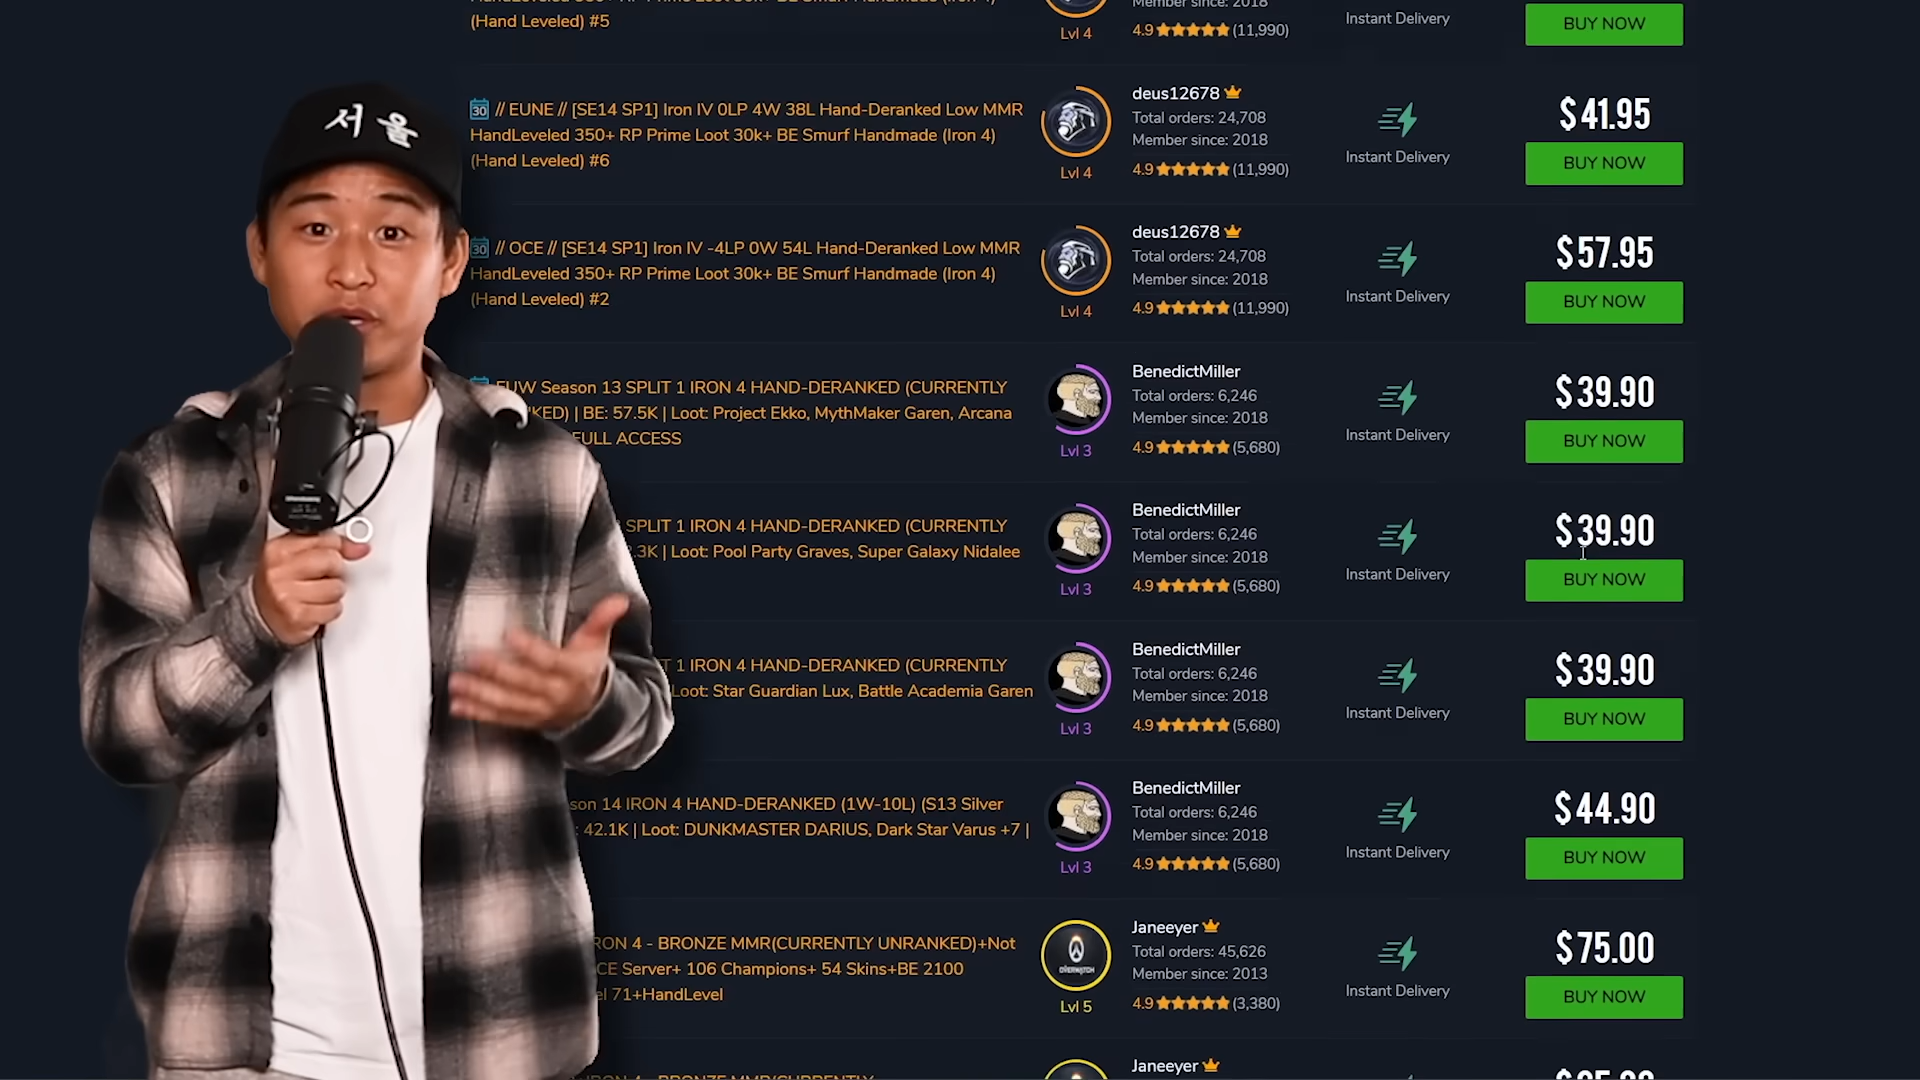 (Hand Leveled) #5
Lvl 4
Member since: 2018
4.9 (11,990)
Instant Delivery
BUY NOW
서울
30 // EUNE // [SE14 SP1] Iron IV 0LP 4W 38L Hand-Deranked Low MMR
HandLeveled 350+ RP Prime Loot 30k+ BE Smurf Handmade (Iron 4)
(Hand Leveled) #6
Lvl 4
deus12678
Total orders: 24,708
Member since: 2018
4.9 (11,990)
Instant Delivery
$41.95
BUY NOW
30 // OCE // [SE14 SP1] Iron IV -4LP 0W 54L Hand-Deranked Low MMR
HandLeveled 350+ RP Prime Loot 30k+ BE Smurf Handmade (Iron 4)
(Hand Leveled) #2
Lvl 4
deus12678
Total orders: 24,708
Member since: 2018
4.9 (11,990)
Instant Delivery
$57.95
BUY NOW
EUW Season 13 SPLIT 1 IRON 4 HAND-DERANKED (CURRENTLY
KED) | BE: 57.5K | Loot: Project Ekko, MythMaker Garen, Arcana
FULL ACCESS
Lvl 3
BenedictMiller
Total orders: 6,246
Member since: 2018
4.9 (5,680)
Instant Delivery
$39.90
BUY NOW
SPLIT 1 IRON 4 HAND-DERANKED (CURRENTLY
.3K | Loot: Pool Party Graves, Super Galaxy Nidalee
Lvl 3
BenedictMiller
Total orders: 6,246
Member since: 2018
4.9 (5,680)
Instant Delivery
$39.90
BUY NOW
T 1 IRON 4 HAND-DERANKED (CURRENTLY
Loot: Star Guardian Lux, Battle Academia Garen
Lvl 3
BenedictMiller
Total orders: 6,246
Member since: 2018
4.9 (5,680)
Instant Delivery
$39.90
BUY NOW
son 14 IRON 4 HAND-DERANKED (1W-10L) (S13 Silver
: 42.1K | Loot: DUNKMASTER DARIUS, Dark Star Varus +7 |
Lvl 3
BenedictMiller
Total orders: 6,246
Member since: 2018
4.9 (5,680)
Instant Delivery
$44.90
BUY NOW
RON 4 - BRONZE MMR(CURRENTLY UNRANKED)+Not
CE Server+ 106 Champions+ 54 Skins+BE 2100
el 71+HandLevel
OVERWATCH
Lvl 5
Janeeyer
Total orders: 45,626
Member since: 2013
4.9 (3,380)
Instant Delivery
$75.00
BUY NOW
Janeeyer